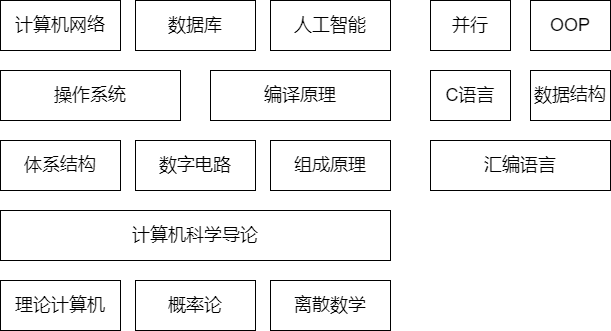 计算机网络 数据库 人工智能 并行 OOP
操作系统 编译原理 C语言 数据结构
体系结构 数字电路 组成原理 汇编语言
计算机科学导论
理论计算机 概率论 离散数学